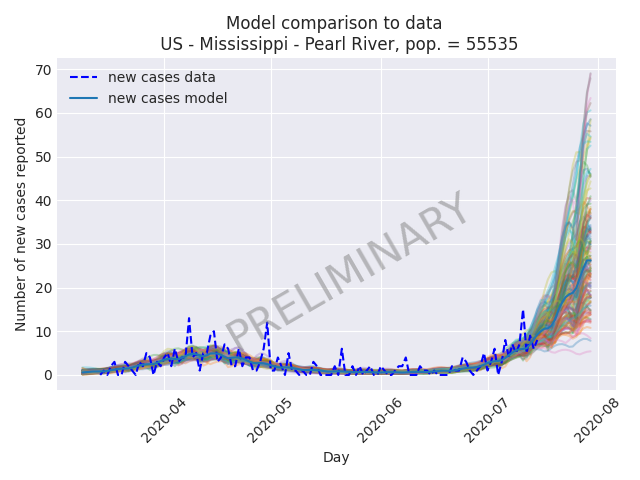 Model comparison to data
US - Mississippi - Pearl River, pop. = 55535
Number of new cases reported
70
60
50
40
30
20
10
0
new cases data
new cases model
PRELIMINARY
2020-04
2020-05
2020-06
2020-07
2020-08
Day